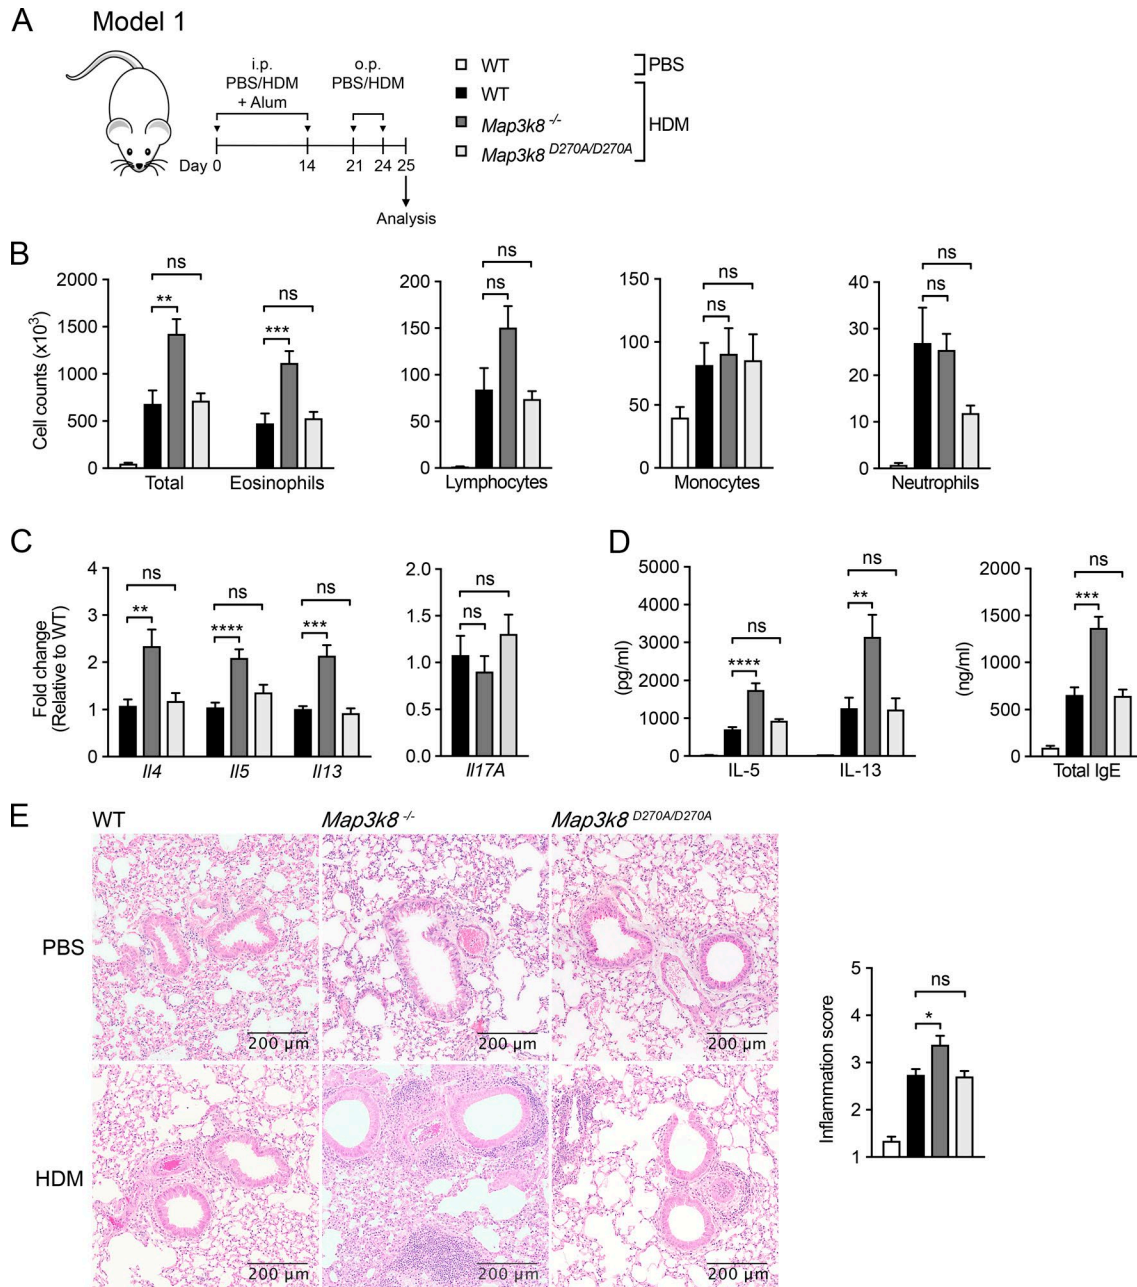 A Model 1
i.p.
PBS/HDM
+ Alum
o.p.
PBS/HDM
Day 0 14 21 24 25
Analysis
WT
WT
Map3k8 -/-
Map3k8 D270A/D270A
PBS
HDM
B
Cell counts (x10³)
2000
1500
1000
500
0
ns
**
ns
***
Total Eosinophils
200
150
100
50
0
ns
ns
Lymphocytes
150
100
50
0
ns
ns
Monocytes
40
30
20
10
0
ns
ns
Neutrophils
C
Fold change
(Relative to WT)
4
3
2
1
0
ns
**
ns
****
ns
***
Il4 Il5 Il13
2.0
1.5
1.0
0.5
0.0
ns
ns
Il17A
D
(pg/ml)
5000
4000
3000
2000
1000
0
ns
****
ns
**
IL-5 IL-13
(ng/ml)
2000
1500
1000
500
0
ns
***
Total IgE
E
WT Map3k8 -/- Map3k8 D270A/D270A
PBS
200 µm 200 µm 200 µm
HDM
200 µm 200 µm 200 µm
Inflammation score
5
4
3
2
1
ns
*